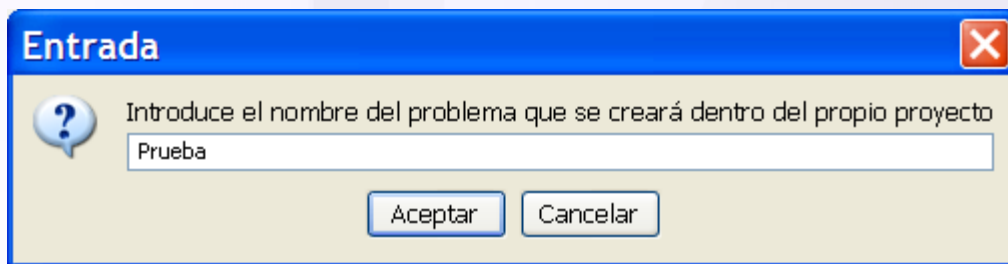 Entrada
Introduce el nombre del problema que se creará dentro del propio proyecto
Prueba
Aceptar Cancelar